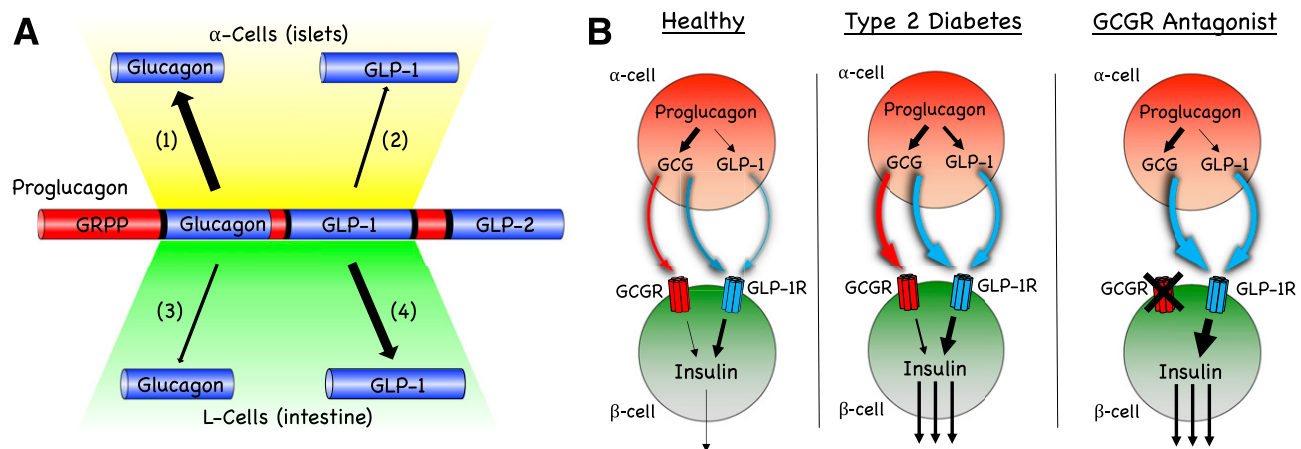 A
α-Cells (islets)
Glucagon
GLP-1
(1)
(2)
Proglucagon
GRPP
Glucagon
GLP-1
GLP-2
(3)
(4)
Glucagon
GLP-1
L-Cells (intestine)
B
Healthy
α-cell
Proglucagon
GCG
GLP-1
GCGR
GLP-1R
Insulin
β-cell
Type 2 Diabetes
α-cell
Proglucagon
GCG
GLP-1
GCGR
GLP-1R
Insulin
β-cell
GCGR Antagonist
α-cell
Proglucagon
GCG
GLP-1
GCGR
GLP-1R
Insulin
β-cell